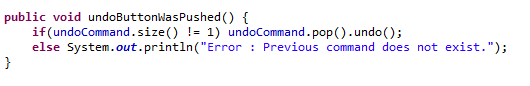 public void undoButtonWasPushed() {
    if(undoCommand.size() != 1) undoCommand.pop().undo();
    else System.out.println("Error : Previous command does not exist.");
}